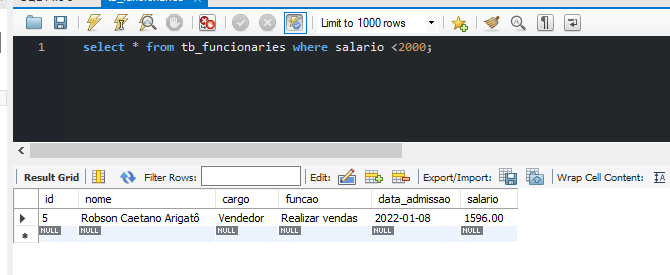 tb_funcionaries
Limit to 1000 rows
1 select * from tb_funcionaries where salario <2000;
Result Grid Filter Rows: Edit: Export/Import: Wrap Cell Content: IA
id nome cargo funcao data_admissao salario
5 Robson Caetano Arigatô Vendedor Realizar vendas 2022-01-08 1596.00
NULL NULL NULL NULL NULL NULL